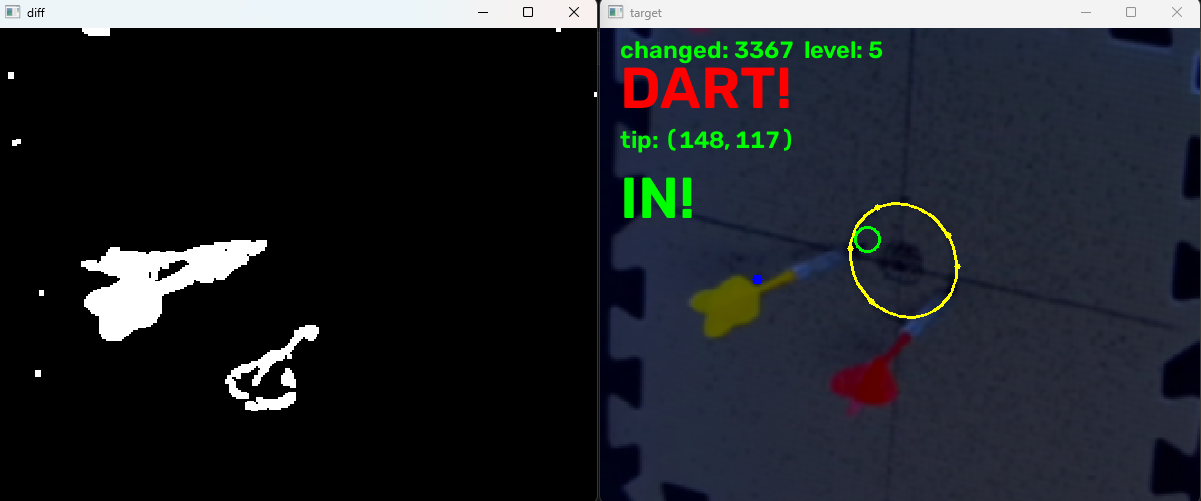 diff
target
changed: 3367 level: 5
DART!
tip: (148, 117)
IN!